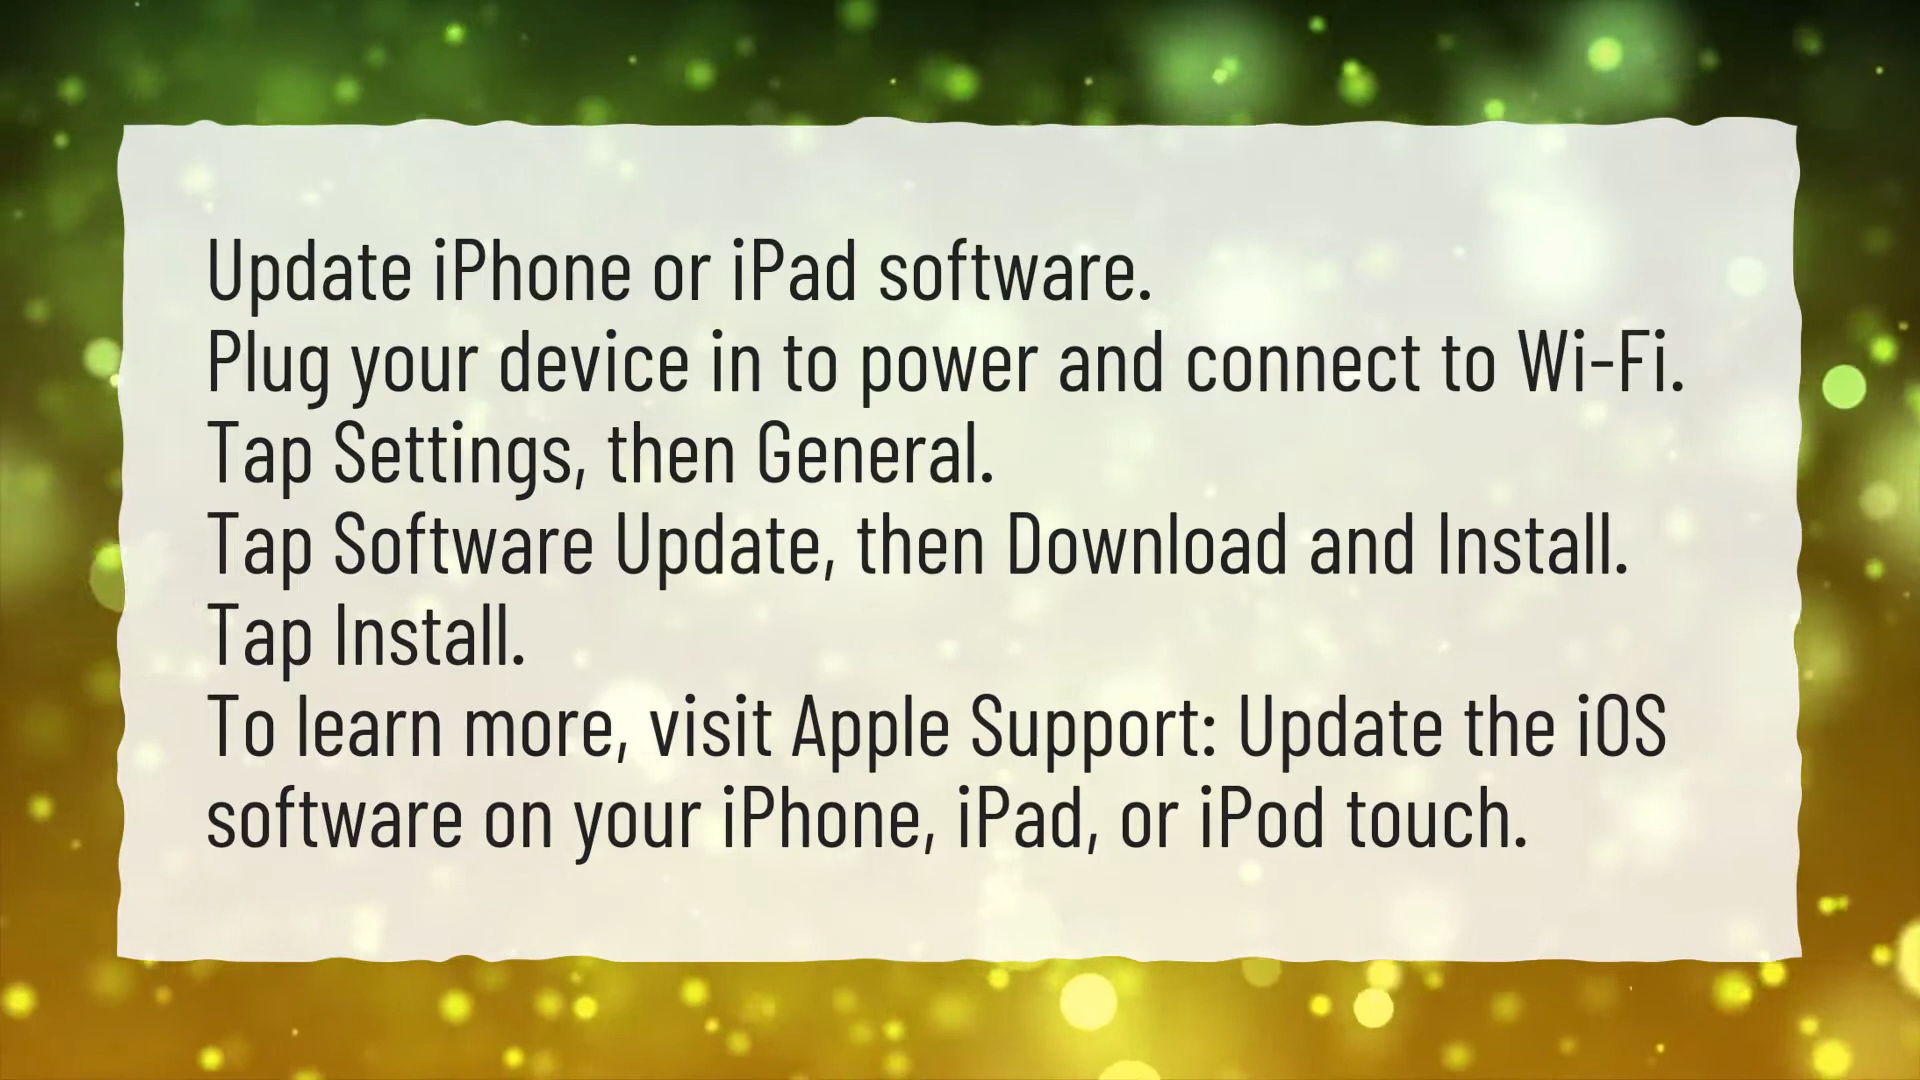 Update iPhone or iPad software.
Plug your device in to power and connect to Wi-Fi.
Tap Settings, then General.
Tap Software Update, then Download and Install.
Tap Install.
To learn more, visit Apple Support: Update the iOS
software on your iPhone, iPad, or iPod touch.